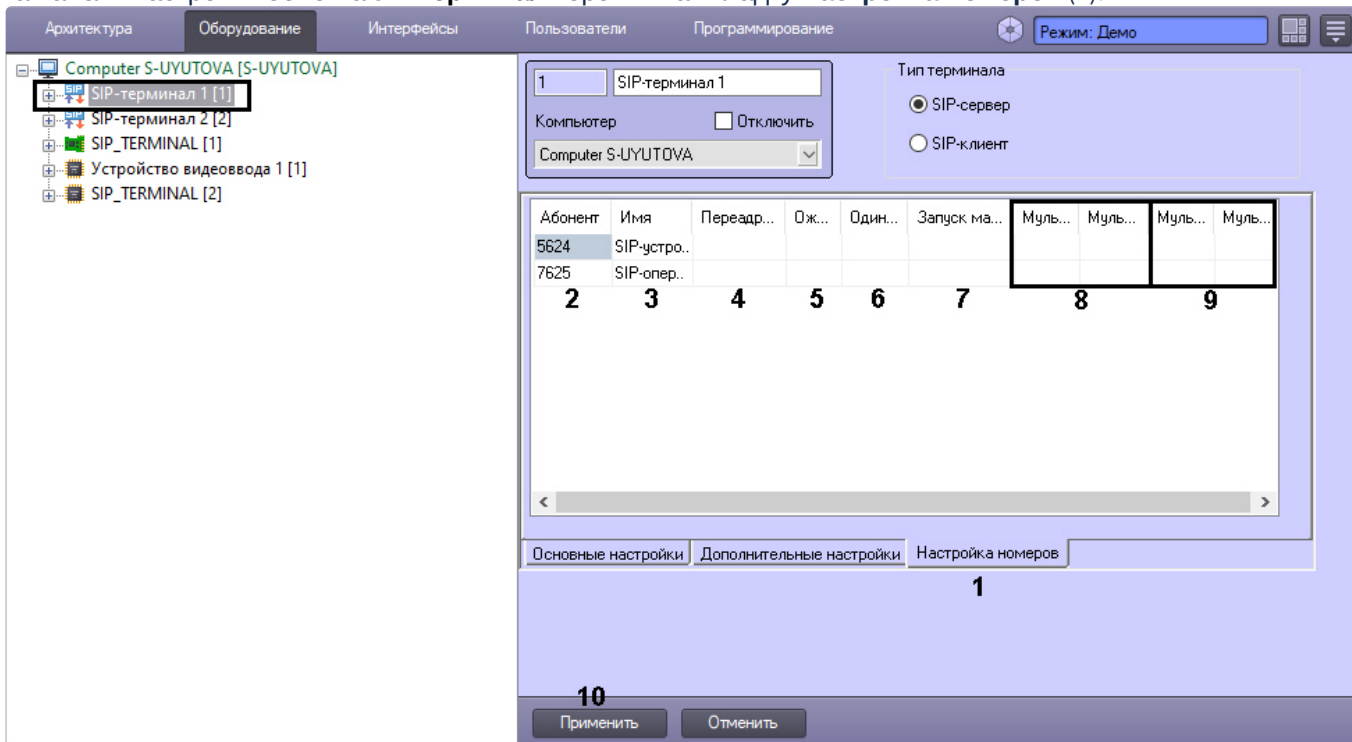 Архитектура Оборудование Интерфейсы Пользователи Программирование Режим: Демо
Computer S-UYUTOVA [S-UYUTOVA]
SIP-терминал 1 [1]
SIP-терминал 2 [2]
SIP_TERMINAL [1]
Устройство видеоввода 1 [1]
SIP_TERMINAL [2]
1 SIP-терминал 1
Компьютер Отключить
Computer S-UYUTOVA
Тип терминала
SIP-сервер
SIP-клиент
Абонент Имя Переадр... Ож... Один... Запуск ма... Муль... Муль... Муль... Муль...
5624 SIP-устро..
7625 SIP-опер..
2 3 4 5 6 7 8 9
Основные настройки Дополнительные настройки Настройка номеров
1
10
Применить Отменить